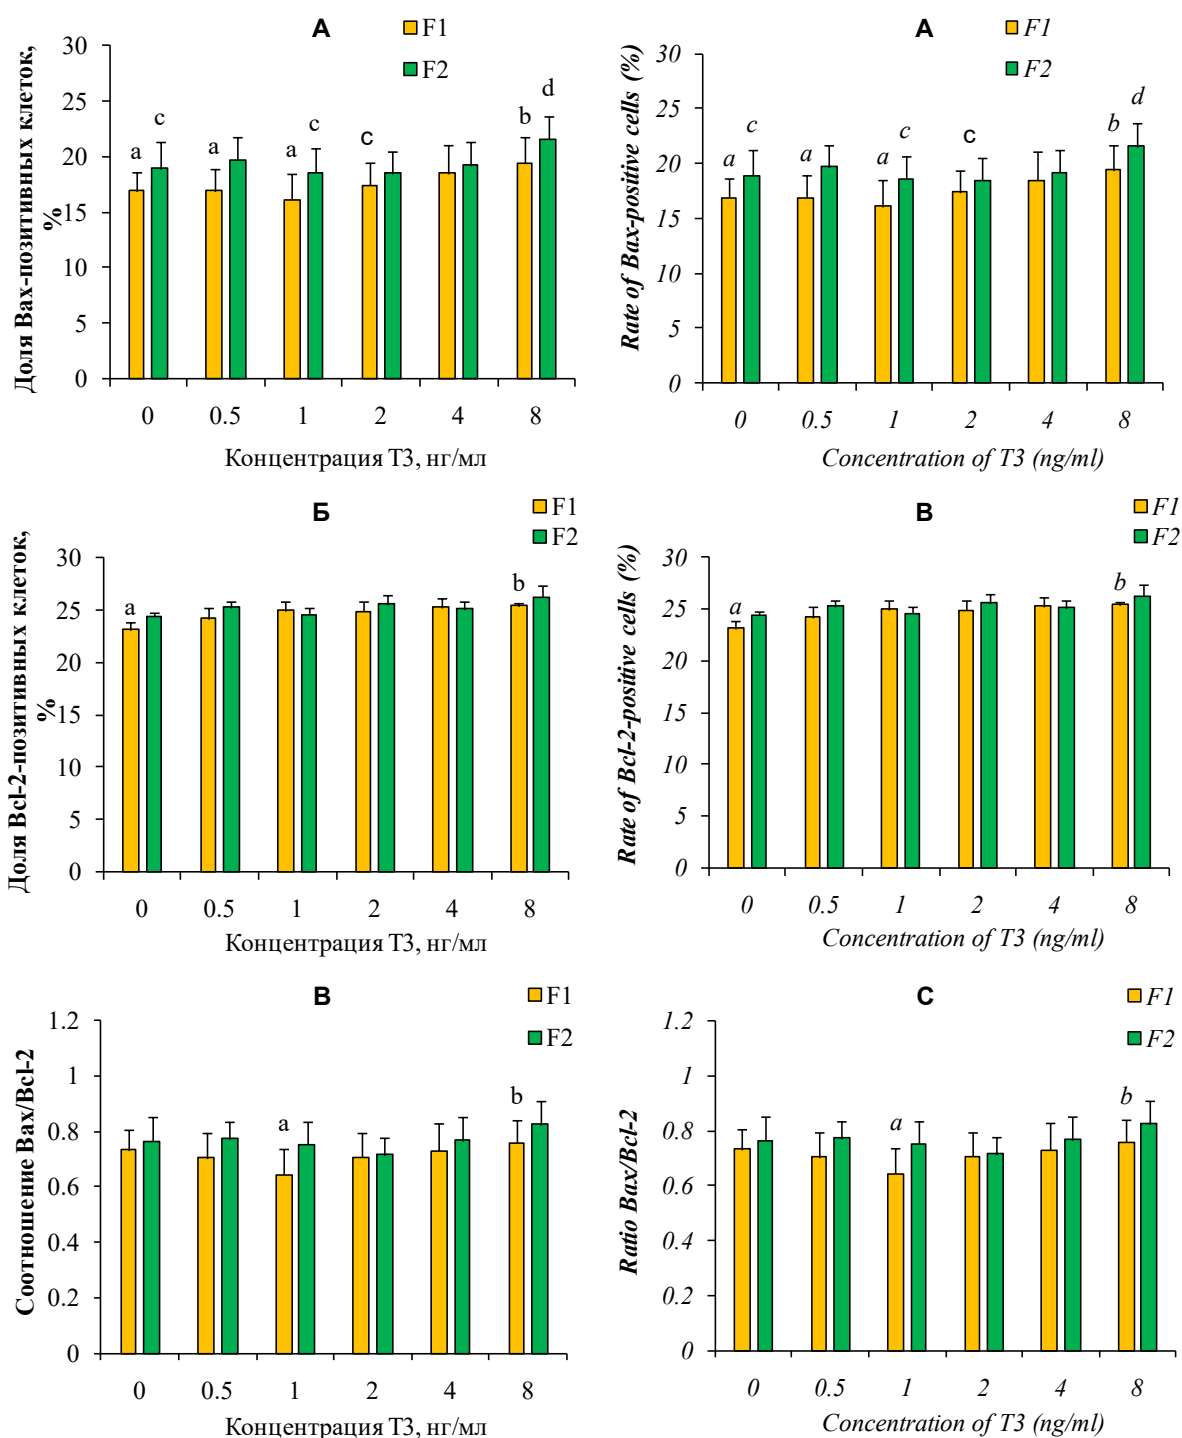 А
F1
F2
Доля Bax-позитивных клеток,
%
30
25
20
15
10
5
0
a
c
a
a
c
c
b
d
0 0.5 1 2 4 8
Концентрация Т3, нг/мл
A
F1
F2
Rate of Bax-positive cells (%)
30
25
20
15
10
5
0
a
c
a
a
c
c
b
d
0 0.5 1 2 4 8
Concentration of T3 (ng/ml)
Б
F1
F2
Доля Bcl-2-позитивных клеток,
%
30
25
20
15
10
5
0
a
b
0 0.5 1 2 4 8
Концентрация Т3, нг/мл
B
F1
F2
Rate of Bcl-2-positive cells (%)
30
25
20
15
10
5
0
a
b
0 0.5 1 2 4 8
Concentration of T3 (ng/ml)
В
F1
F2
Соотношение Bax/Bcl-2
1.2
1
0.8
0.6
0.4
0.2
0
a
b
0 0.5 1 2 4 8
Концентрация Т3, нг/мл
C
F1
F2
Ratio Bax/Bcl-2
1.2
1
0.8
0.6
0.4
0.2
0
a
b
0 0.5 1 2 4 8
Concentration of T3 (ng/ml)